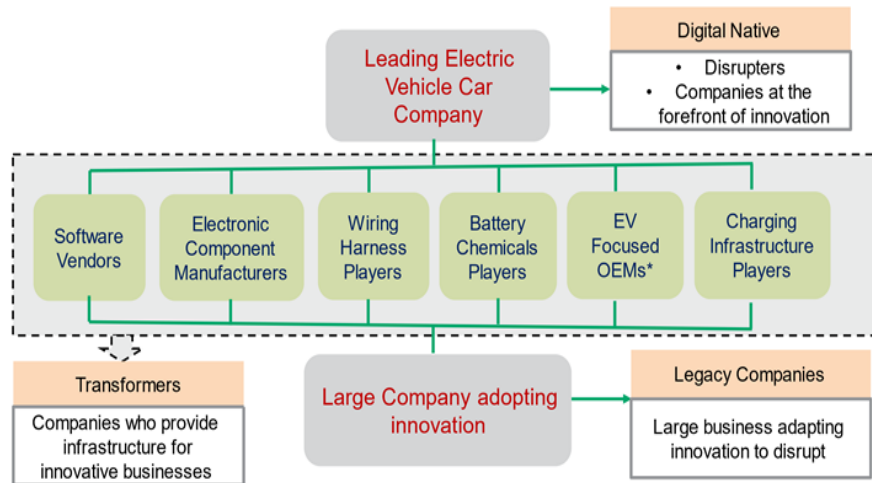 Leading Electric
Vehicle Car
Company
Digital Native
• Disrupters
• Companies at the
forefront of innovation
Software
Vendors
Electronic
Component
Manufacturers
Wiring
Harness
Players
Battery
Chemicals
Players
EV
Focused
OEMs*
Charging
Infrastructure
Players
Transformers
Companies who provide
infrastructure for
innovative businesses
Large Company adopting
innovation
Legacy Companies
Large business adapting
innovation to disrupt